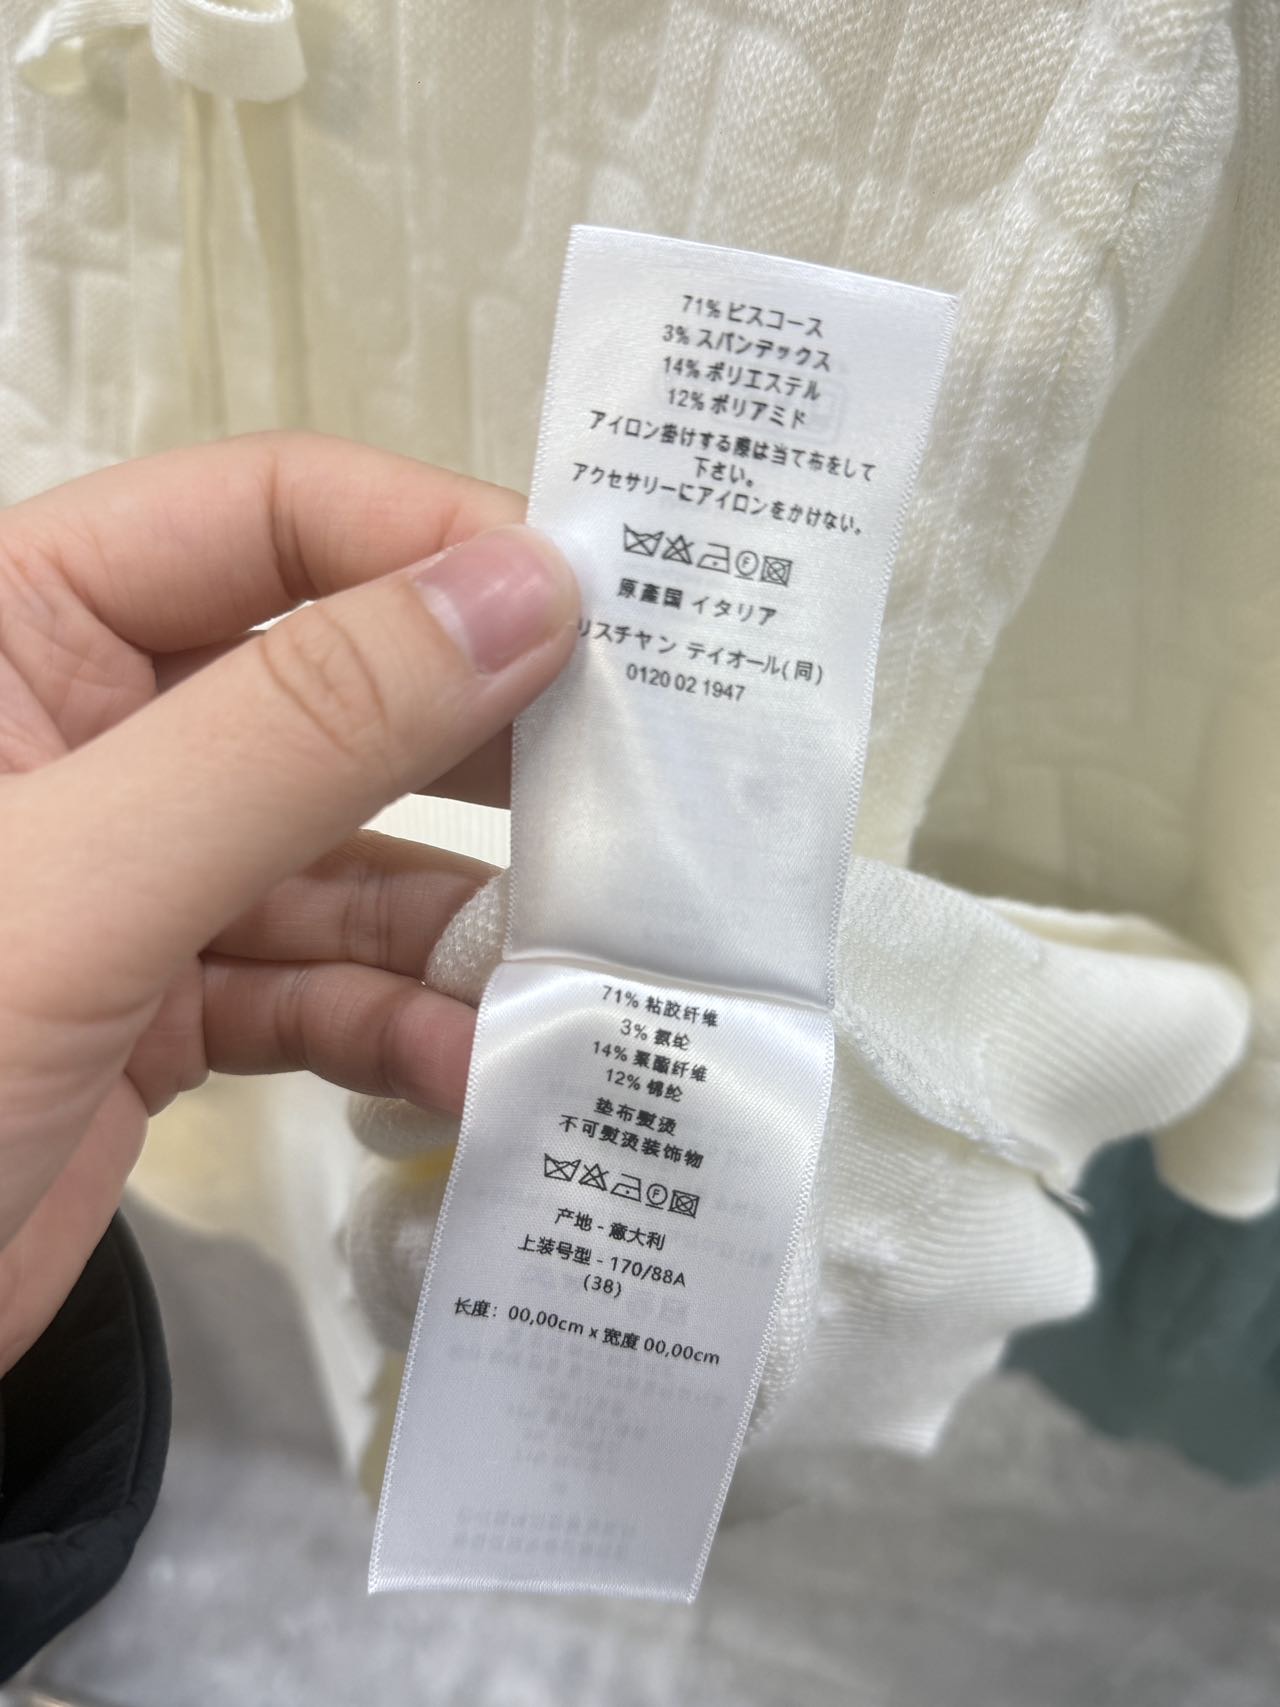 71% ビスコース
3% スパンデックス
14% ポリエステル
12% ポリアミド
アイロン掛けする際は当て布をして
下さい。
アクセサリーにアイロンをかけない。
F
原產国 イタリア
リスチャン ディオール(同)
0120 02 1947
71% 粘胶纤维
3% 氨纶
14% 聚酯纤维
12% 锦纶
垫布熨烫
不可熨烫装饰物
F
产地 - 意大利
上装号型 - 170/88A
(38)
长度: 00,00cm x 宽度 00,00cm